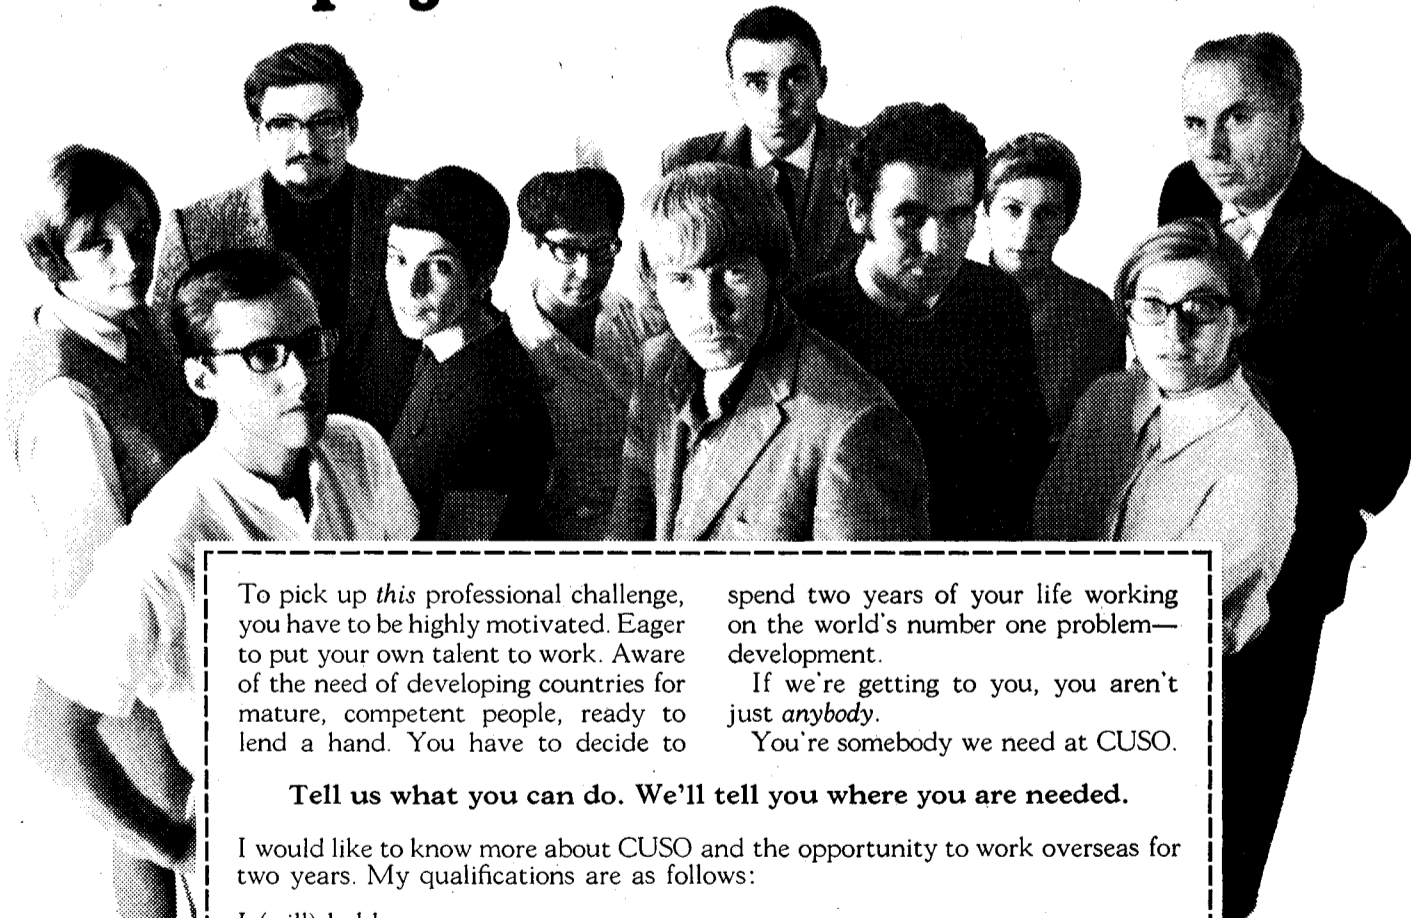 To pick up this professional challenge,
you have to be highly motivated. Eager
to put your own talent to work. Aware
of the need of developing countries for
mature, competent people, ready to
lend a hand. You have to decide to
spend two years of your life working
on the world's number one problem—
development.
If we're getting to you, you aren't
just anybody.
You're somebody we need at CUSO.
Tell us what you can do. We'll tell you where you are needed.
I would like to know more about CUSO and the opportunity to work overseas for
two years. My qualifications are as follows: